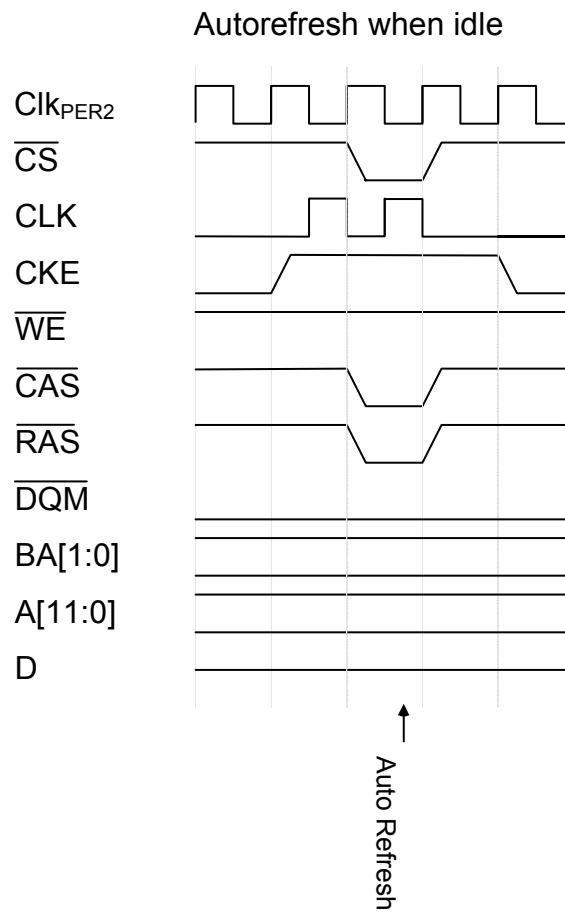 Autorefresh when idle
ClkPER2
CS
CLK
CKE
WE
CAS
RAS
DQM
BA[1:0]
A[11:0]
D
Auto Refresh